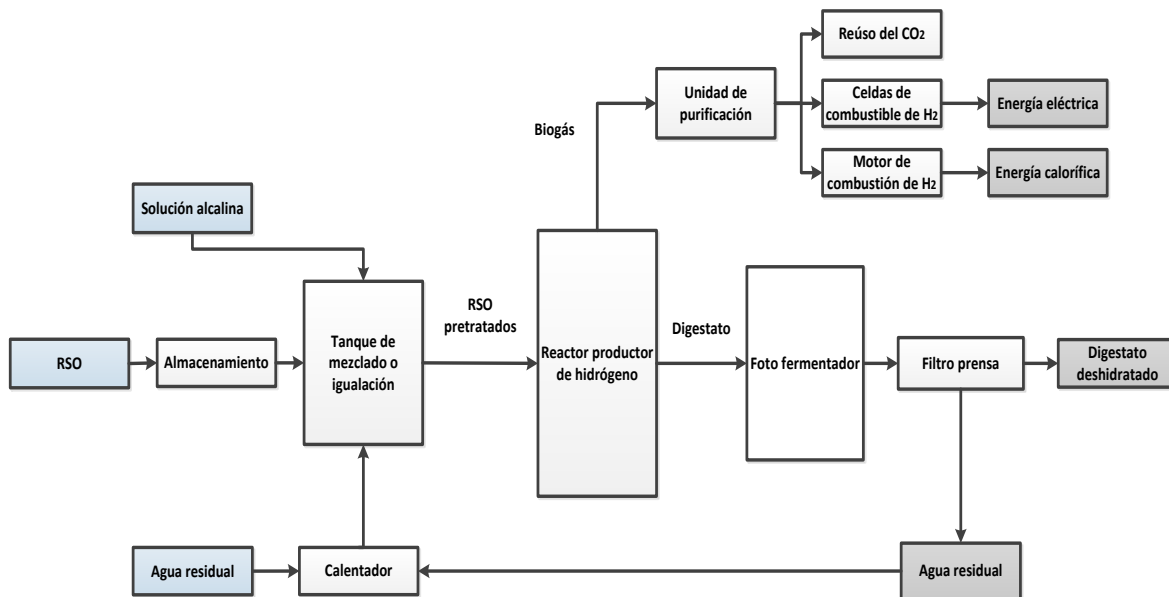 Reúso del CO2
Unidad de
purificación
Celdas de
combustible de H2
Energía eléctrica
Biogás
Motor de
combustión de H2
Energía calorífica
Solución alcalina
RSO
pretratados
Digestato
RSO
Almacenamiento
Tanque de
mezclado o
igualación
Reactor productor
de hidrógeno
Foto fermentador
Filtro prensa
Digestato
deshidratado
Agua residual
Calentador
Agua residual